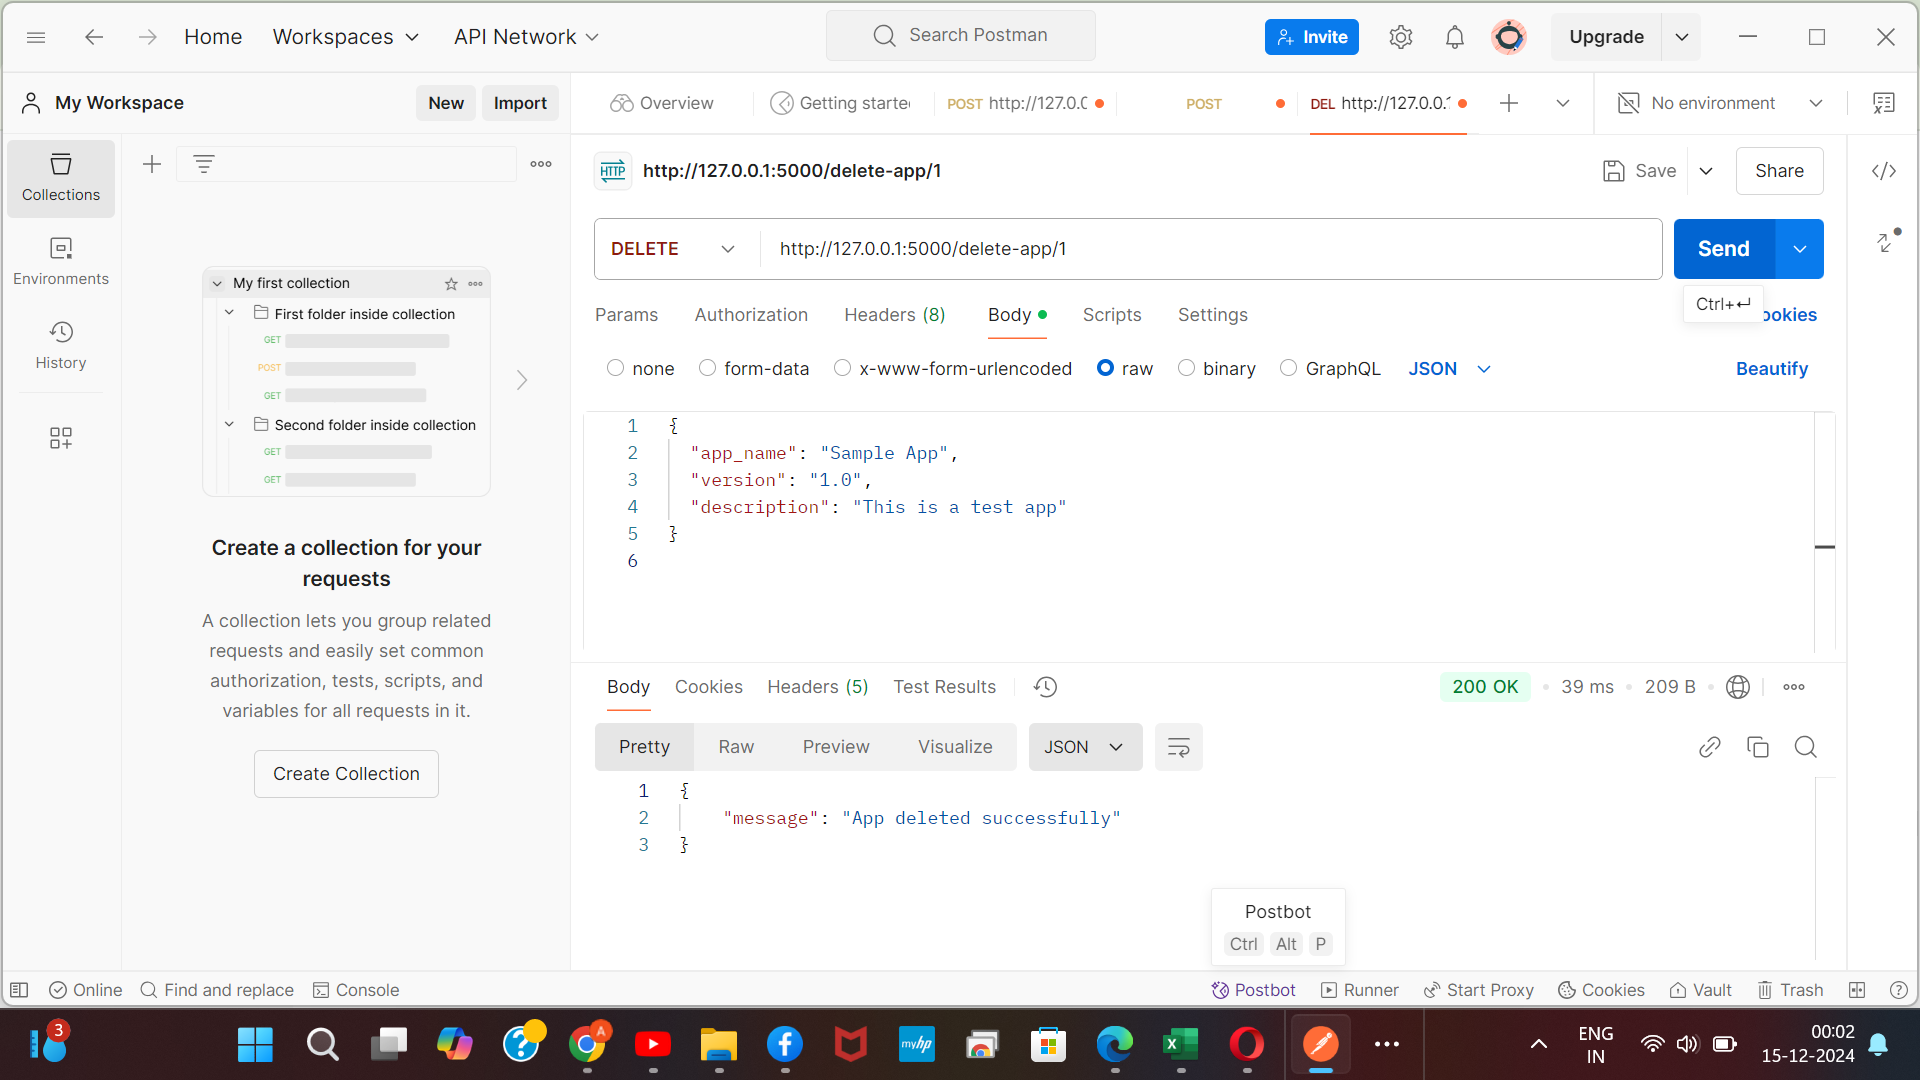 Home Workspaces API Network Search Postman Invite Upgrade
My Workspace New Import Overview Getting starte POST http://127.0.0 POST DEL http://127.0.0.1 No environment
Collections
Environments
History
My first collection
First folder inside collection
GET
POST
GET
Second folder inside collection
GET
GET
Create a collection for your
requests
A collection lets you group related
requests and easily set common
authorization, tests, scripts, and
variables for all requests in it.
Create Collection
HTTP http://127.0.0.1:5000/delete-app/1 Save Share
DELETE http://127.0.0.1:5000/delete-app/1 Send
Ctrl+↵
Params Authorization Headers (8) Body Scripts Settings ookies
none form-data x-www-form-urlencoded raw binary GraphQL JSON Beautify
1 {
2 "app_name": "Sample App",
3 "version": "1.0",
4 "description": "This is a test app"
5 }
6
Body Cookies Headers (5) Test Results 200 OK • 39 ms • 209 B •
Pretty Raw Preview Visualize JSON
1 {
2 "message": "App deleted successfully"
3 }
Postbot
Ctrl Alt P
Online Find and replace Console Postbot Runner Start Proxy Cookies Vault Trash
3 A myhp ENG 00:02
IN 15-12-2024